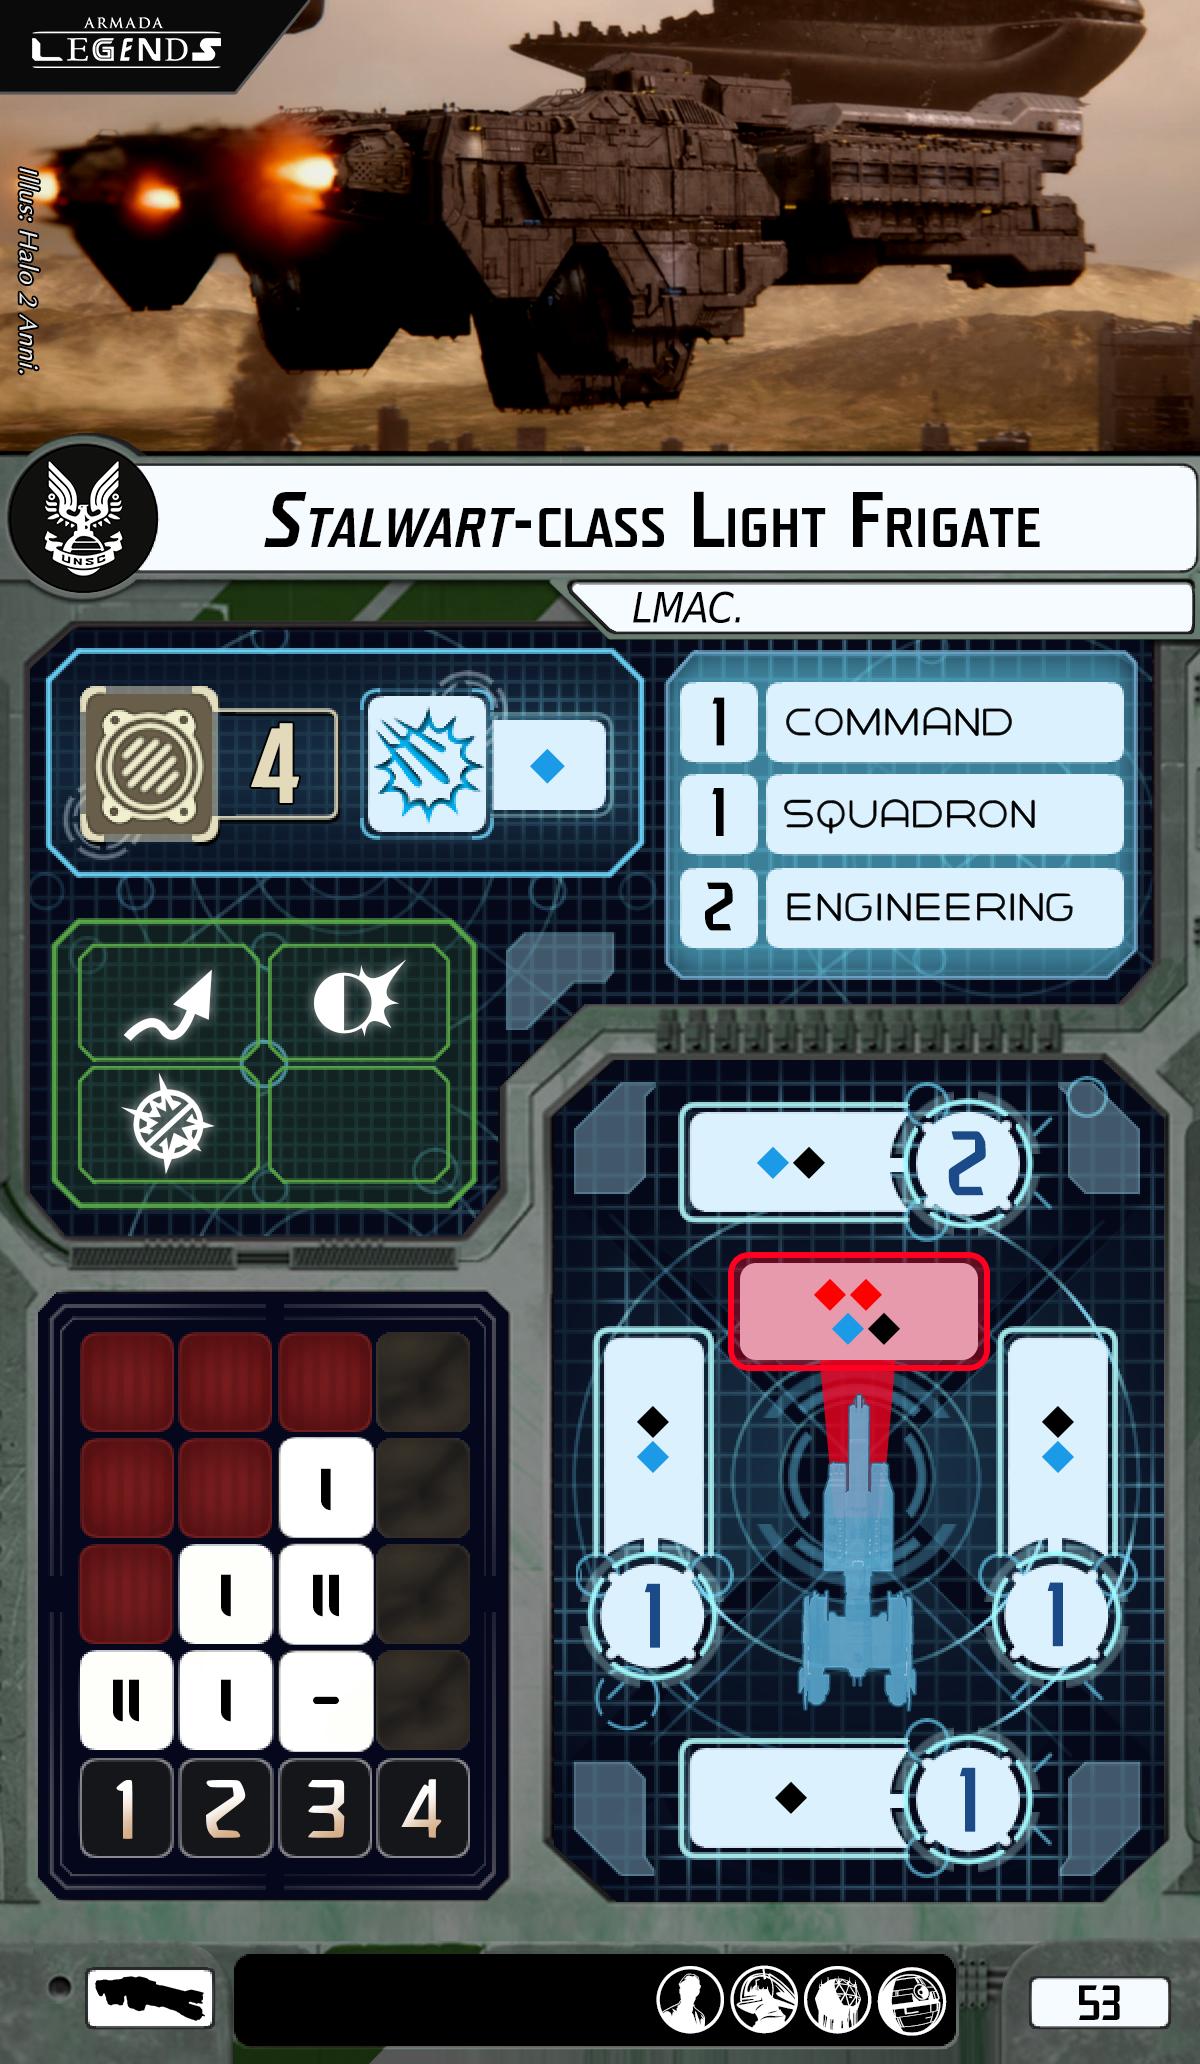 ARMADA
LEGENDS
Illus: Halo 2 Anni.
UNSC
STALWART-CLASS LIGHT FRIGATE
LMAC.
4
1 COMMAND
1 SQUADRON
2 ENGINEERING
2
I
I II
II I -
1 2 3 4
1 1
1
53